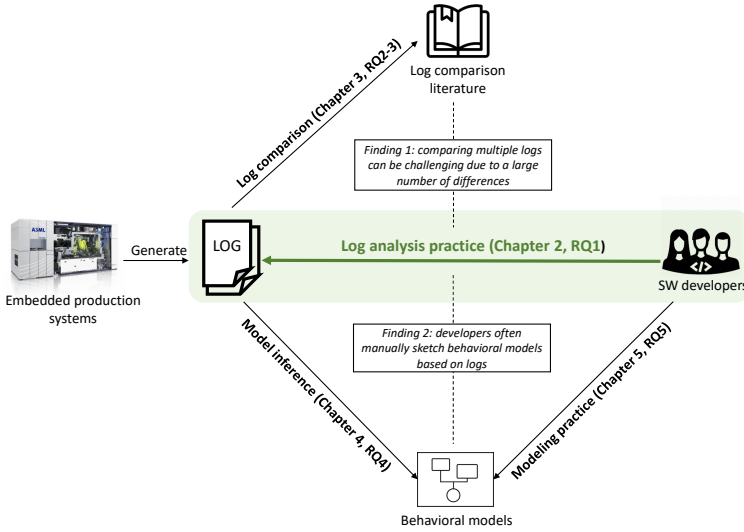 Log comparison
literature
Log comparison (Chapter 3, RQ2-3)
Finding 1: comparing multiple logs
can be challenging due to a large
number of differences
ASML
Generate
LOG
Log analysis practice (Chapter 2, RQ1)
</>
SW developers
Embedded production
systems
Finding 2: developers often
manually sketch behavioral models
based on logs
Model inference (Chapter 4, RQ4)
Modeling practice (Chapter 5, RQ5)
Behavioral models